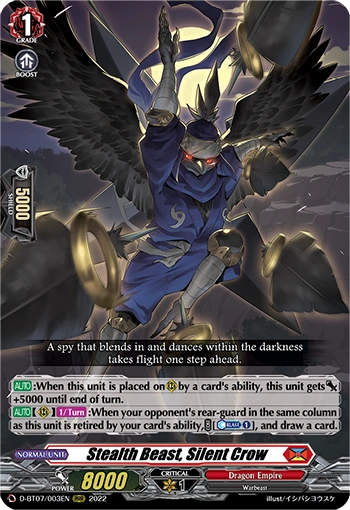 1
GRADE
BOOST
5000
SHIELD
A spy that blends in and dances within the darkness
takes flight one step ahead.
AUTO:When this unit is placed on R by a card's ability, this unit gets
+5000 until end of turn.
AUTO[R 1/Turn]:When your opponent's rear-guard in the same column
as this unit is retired by your card's ability, [BLAST 1], and draw a card.
NORMAL UNIT
Stealth Beast, Silent Crow
POWER 8000
CRITICAL
1
Dragon Empire
Warbeast
D-BT07/003EN RRR 2022
illust/イシバシヨウスケ